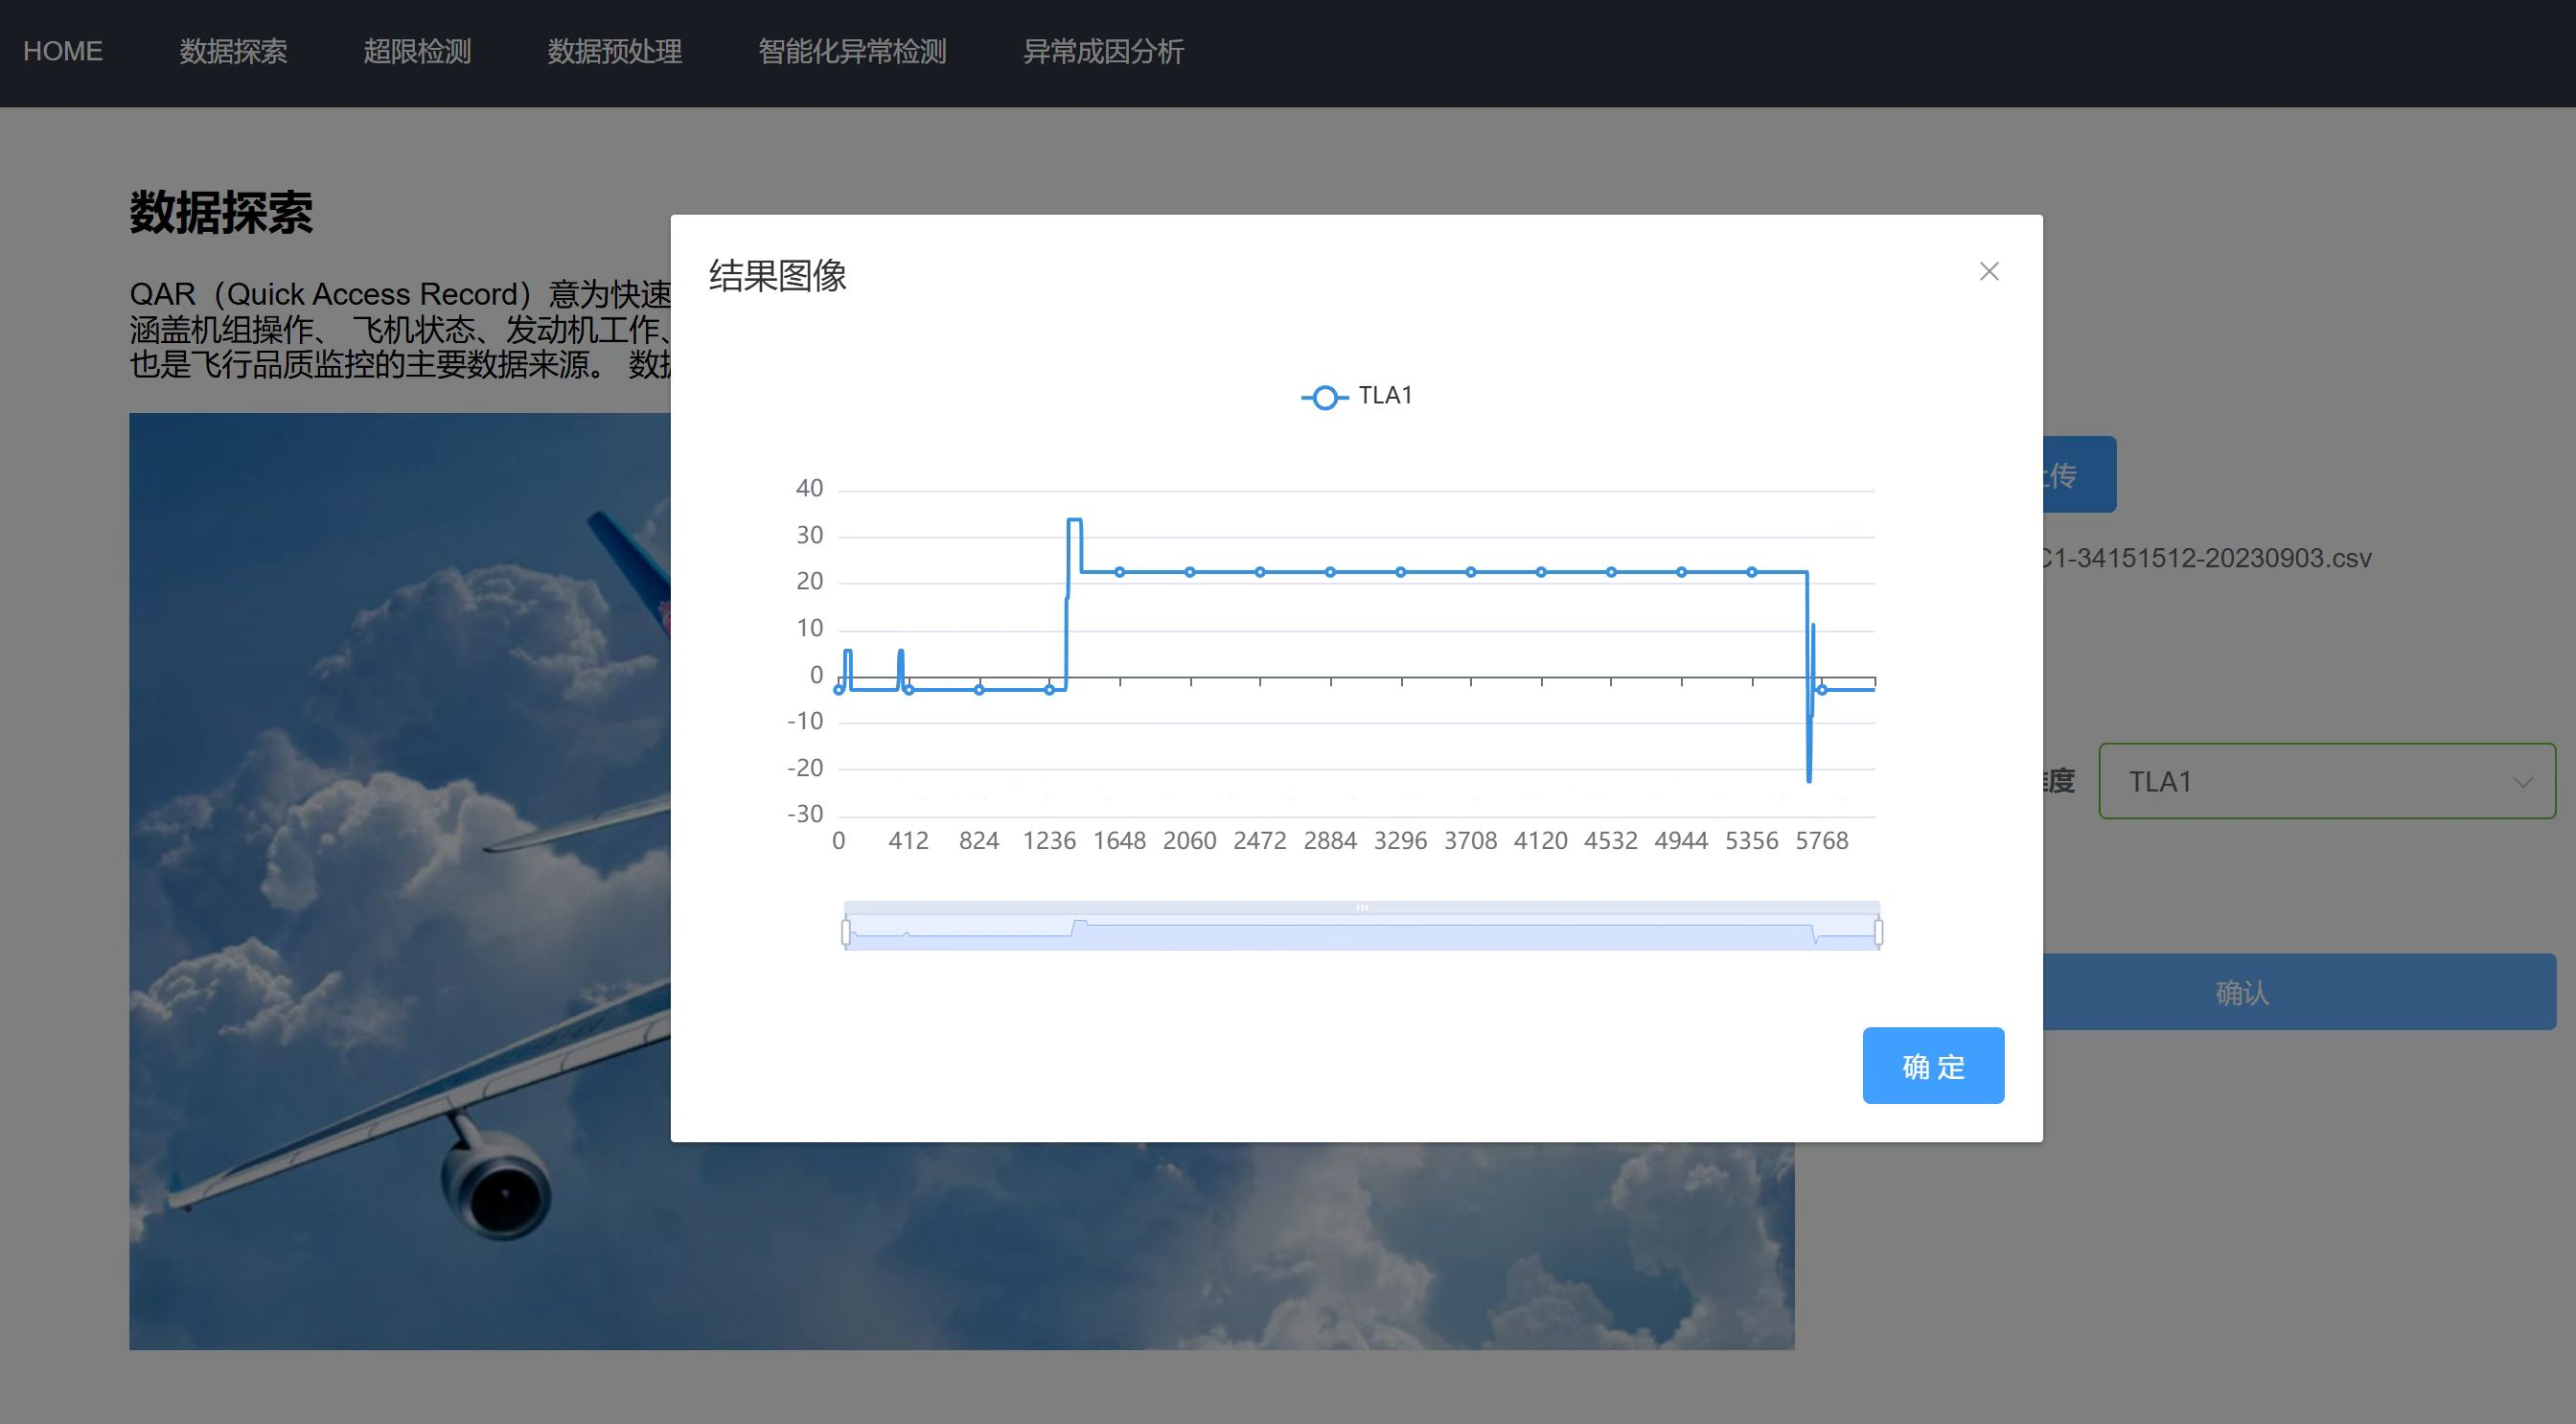 HOME 数据探索 超限检测 数据预处理 智能化异常检测 异常成因分析
数据探索
QAR（Quick Access Record）意为快速
涵盖机组操作、 飞机状态、发动机工作、
也是飞行品质监控的主要数据来源。 数
结果图像
TLA1
40
30
20
10
0
-10
-20
-30
0 412 824 1236 1648 2060 2472 2884 3296 3708 4120 4532 4944 5356 5768
确 定
传
C1-34151512-20230903.csv
度 TLA1
确认